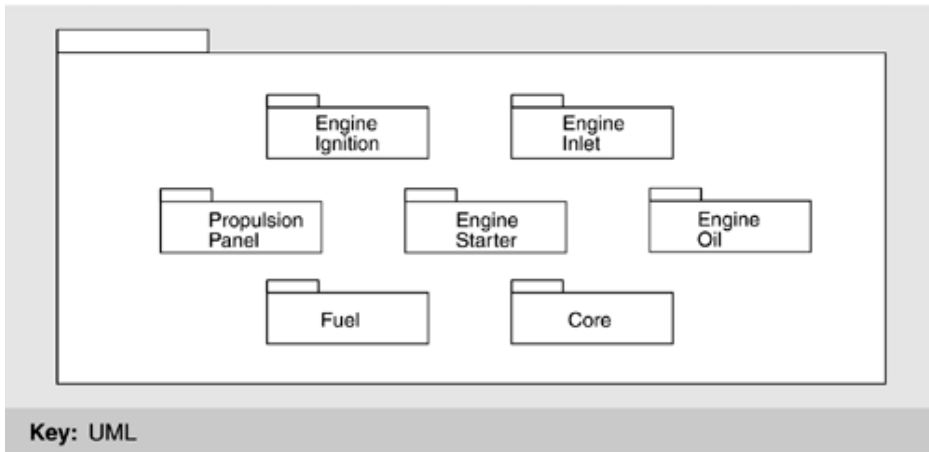 Engine
Ignition
Engine
Inlet
Propulsion
Panel
Engine
Starter
Engine
Oil
Fuel
Core
Key: UML